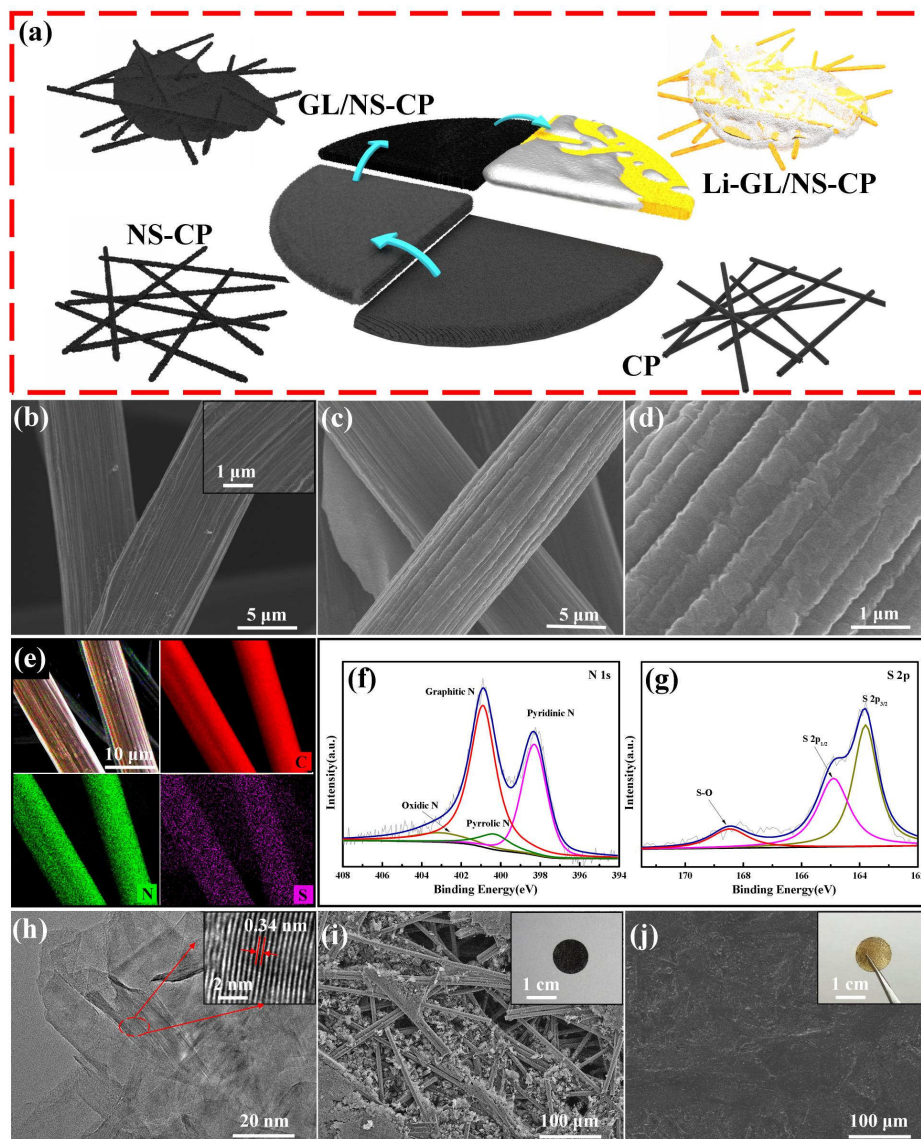 (a)
GL/NS-CP
Li-GL/NS-CP
NS-CP
CP
(b)
1 μm
5 μm
(c)
5 μm
(d)
1 μm
(e)
10 μm
C
N
S
(f)
N 1s
Graphitic N
Pyridinic N
Oxidic N
Pyrrolic N
Intensity(a.u.)
408 406 404 402 400 398 396 394
Binding Energy(eV)
(g)
S 2p
S 2p3/2
S 2p1/2
S-O
Intensity(a.u.)
170 168 166 164 162
Binding Energy(eV)
(h)
0.34 nm
2 nm
20 nm
(i)
1 cm
100 μm
(j)
1 cm
100 μm